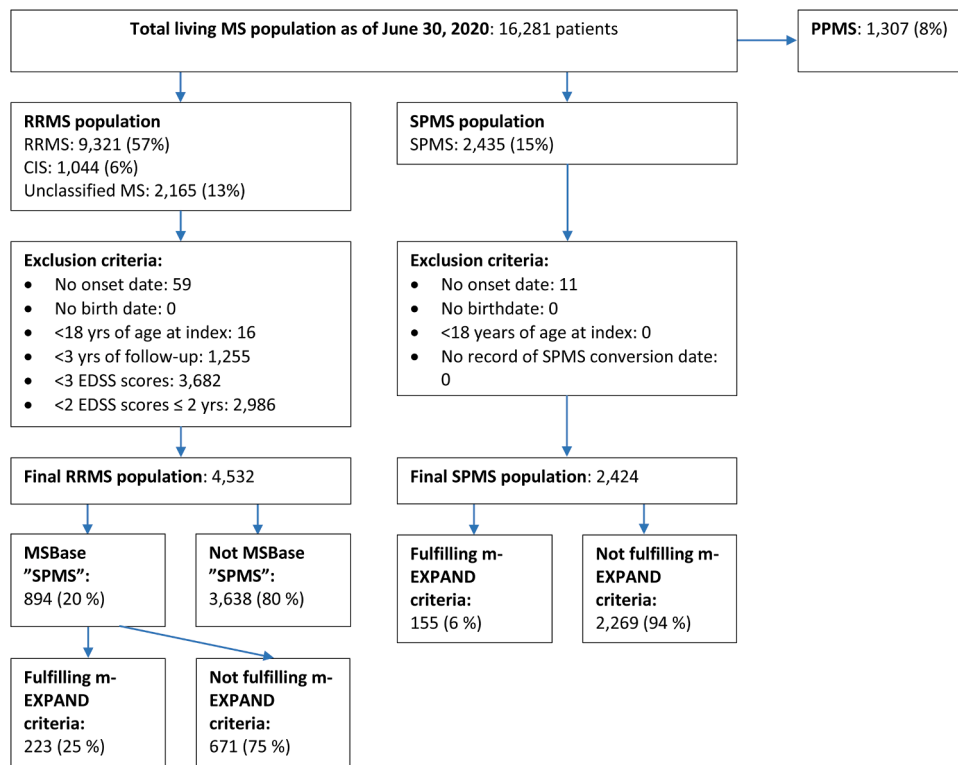 Total living MS population as of June 30, 2020: 16,281 patients
PPMS: 1,307 (8%)
RRMS population
RRMS: 9,321 (57%)
CIS: 1,044 (6%)
Unclassified MS: 2,165 (13%)
SPMS population
SPMS: 2,435 (15%)
Exclusion criteria:
• No onset date: 59
• No birth date: 0
• <18 yrs of age at index: 16
• <3 yrs of follow-up: 1,255
• <3 EDSS scores: 3,682
• <2 EDSS scores ≤ 2 yrs: 2,986
Exclusion criteria:
• No onset date: 11
• No birthdate: 0
• <18 years of age at index: 0
• No record of SPMS conversion date:
0
Final RRMS population: 4,532
Final SPMS population: 2,424
MSBase
”SPMS”:
894 (20 %)
Not MSBase
”SPMS”:
3,638 (80 %)
Fulfilling m-
EXPAND
criteria:
155 (6 %)
Not fulfilling m-
EXPAND
criteria:
2,269 (94 %)
Fulfilling m-
EXPAND
criteria:
223 (25 %)
Not fulfilling m-
EXPAND
criteria:
671 (75 %)